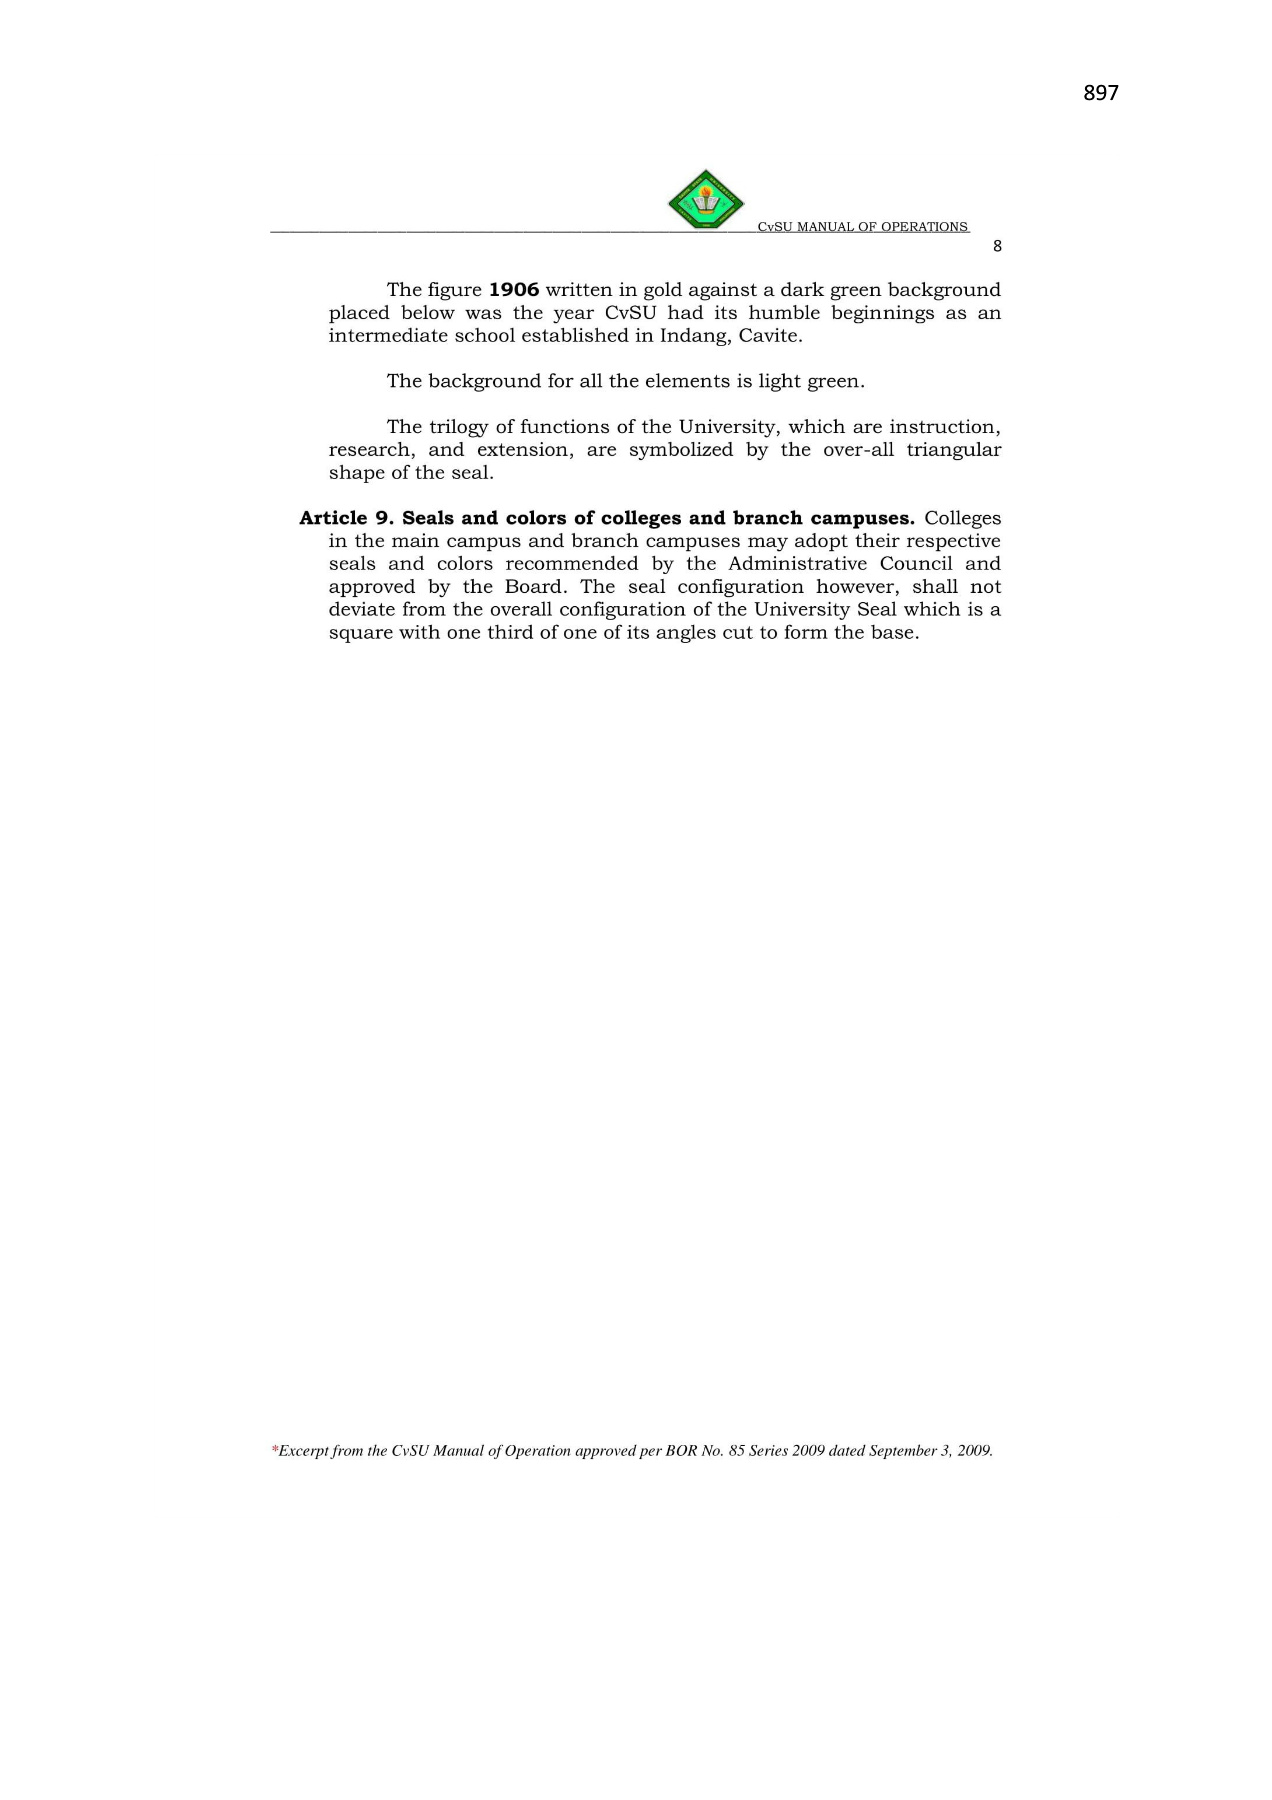 897
CvSU MANUAL OF OPERATIONS
8
The figure 1906 written in gold against a dark green background
placed below was the year CvSU had its humble beginnings as an
intermediate school established in Indang, Cavite.
The background for all the elements is light green.
The trilogy of functions of the University, which are instruction,
research, and extension, are symbolized by the over-all triangular
shape of the seal.
Article 9. Seals and colors of colleges and branch campuses. Colleges
in the main campus and branch campuses may adopt their respective
seals and colors recommended by the Administrative Council and
approved by the Board. The seal configuration however, shall not
deviate from the overall configuration of the University Seal which is a
square with one third of one of its angles cut to form the base.
*Excerpt from the CvSU Manual of Operation approved per BOR No. 85 Series 2009 dated September 3, 2009.